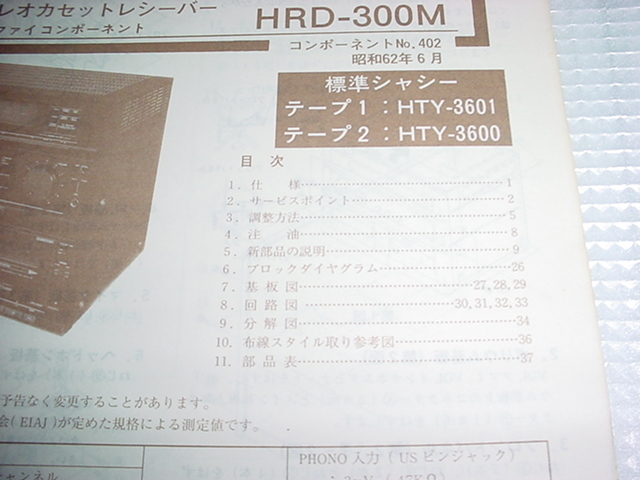 レオカセットレシーバー
HRD-300M
ファイコンポーネント
コンポーネントNo.402
昭和62年6月
標準シャシー
テープ1：HTY-3601
テープ2：HTY-3600
目 次
1. 仕 様……1
2. サービスポイント……2
3. 調整方法……5
4. 注 油……8
5. 新部品の説明……9
6. ブロックダイヤグラム……26
7. 基 板 図……27, 28, 29
8. 回 路 図……30, 31, 32, 33
9. 分 解 図……34
10. 布線スタイル取り参考図……36
11. 部 品 表……37
予告なく変更することがあります。
会(EIAJ)が定めた規格による測定値です。
PHONO 入力 ( US ピンジャック)
チャンネル